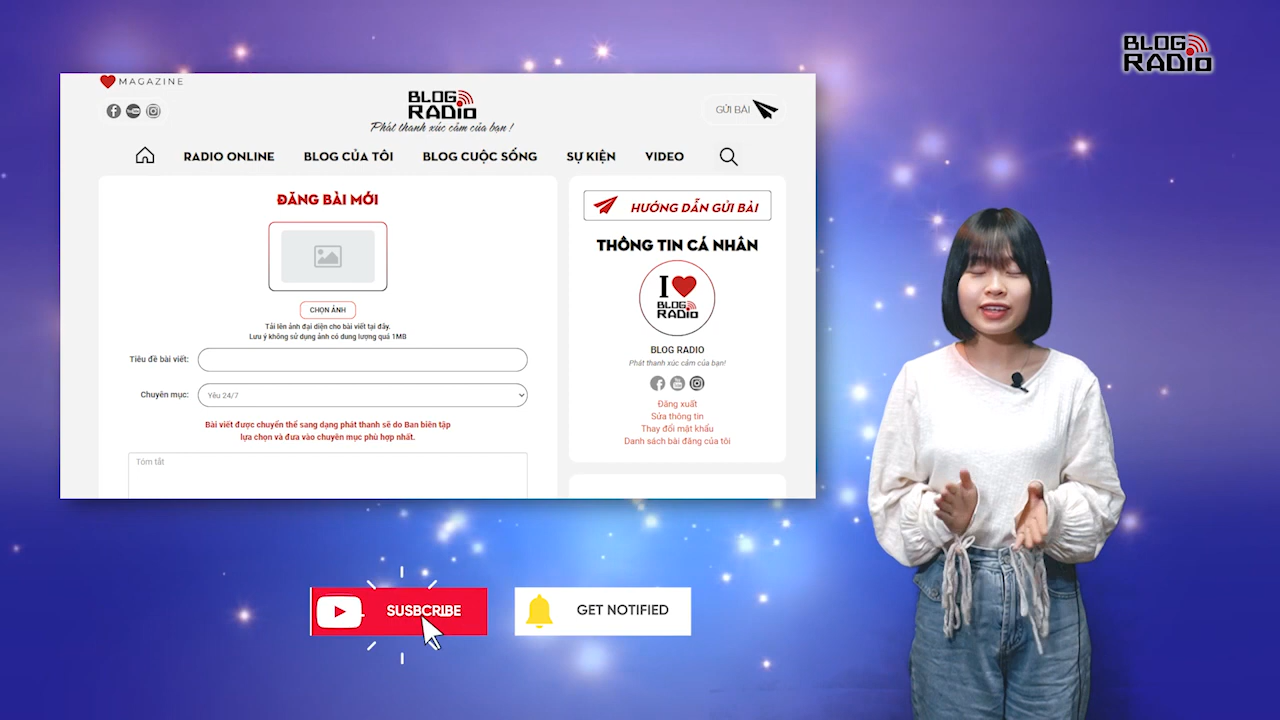 BLOG
RADIO
MAGAZINE
BLOG
RADIO
Phát thanh xúc cảm của bạn !
GỬI BÀI
RADIO ONLINE
BLOG CỦA TÔI
BLOG CUỘC SỐNG
SỰ KIỆN
VIDEO
ĐĂNG BÀI MỚI
CHỌN ẢNH
Tải lên ảnh đại diện cho bài viết tại đây.
Lưu ý không sử dụng ảnh có dung lượng quá 1MB
Tiêu đề bài viết:
Chuyên mục:
Yêu 24/7
Bài viết được chuyển thể sang dạng phát thanh sẽ do Ban biên tập
lựa chọn và đưa vào chuyên mục phù hợp nhất.
Tóm tắt
HƯỚNG DẪN GỬI BÀI
THÔNG TIN CÁ NHÂN
I
BLOG
RADIO
BLOG RADIO
Phát thanh xúc cảm của bạn!
Đăng xuất
Sửa thông tin
Thay đổi mật khẩu
Danh sách bài đăng của tôi
SUSBCRIBE
GET NOTIFIED